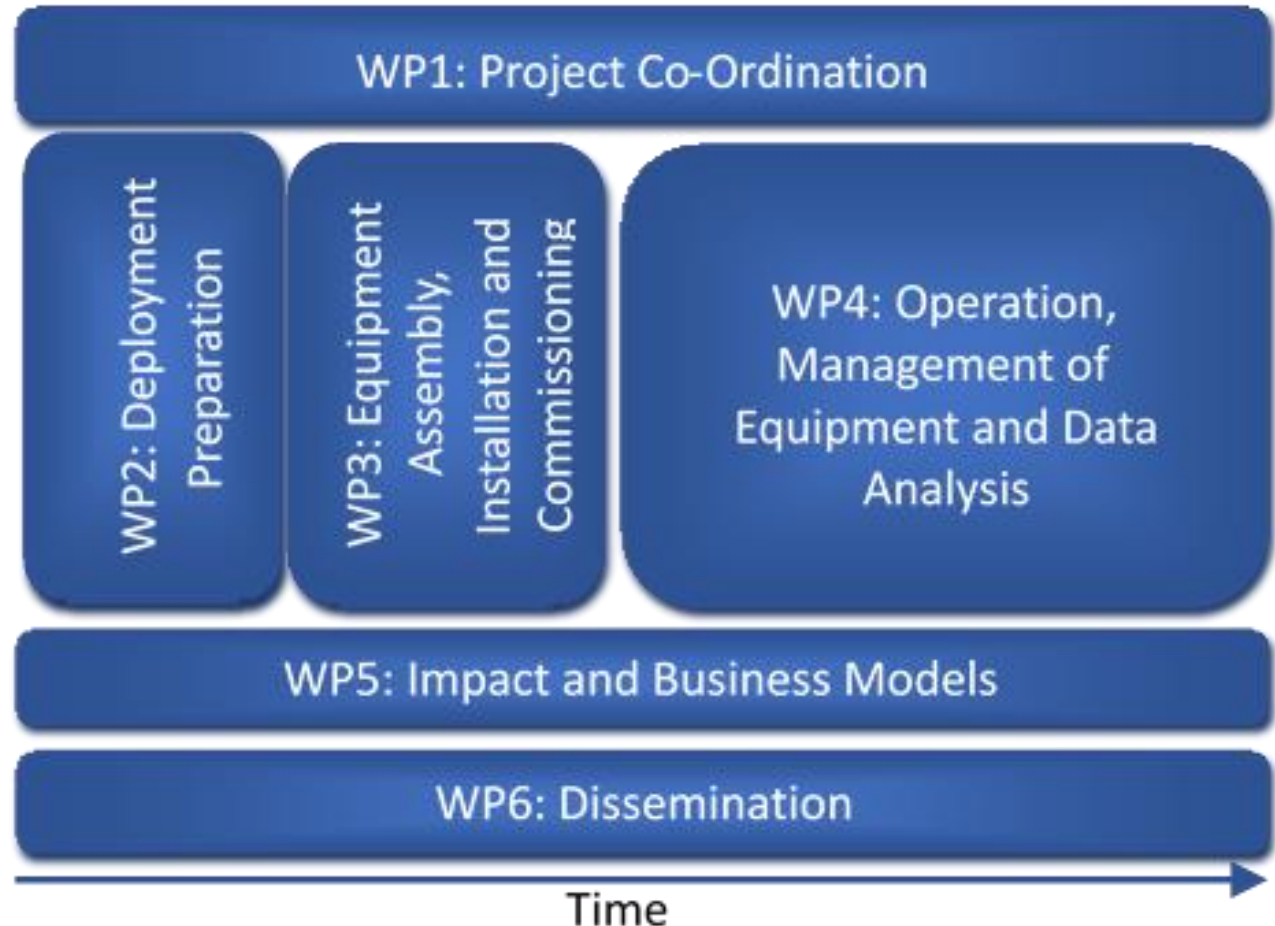 WP1: Project Co-Ordination
WP2: Deployment
Preparation
WP3: Equipment
Assembly,
Installation and
Commissioning
WP4: Operation,
Management of
Equipment and Data
Analysis
WP5: Impact and Business Models
WP6: Dissemination
Time